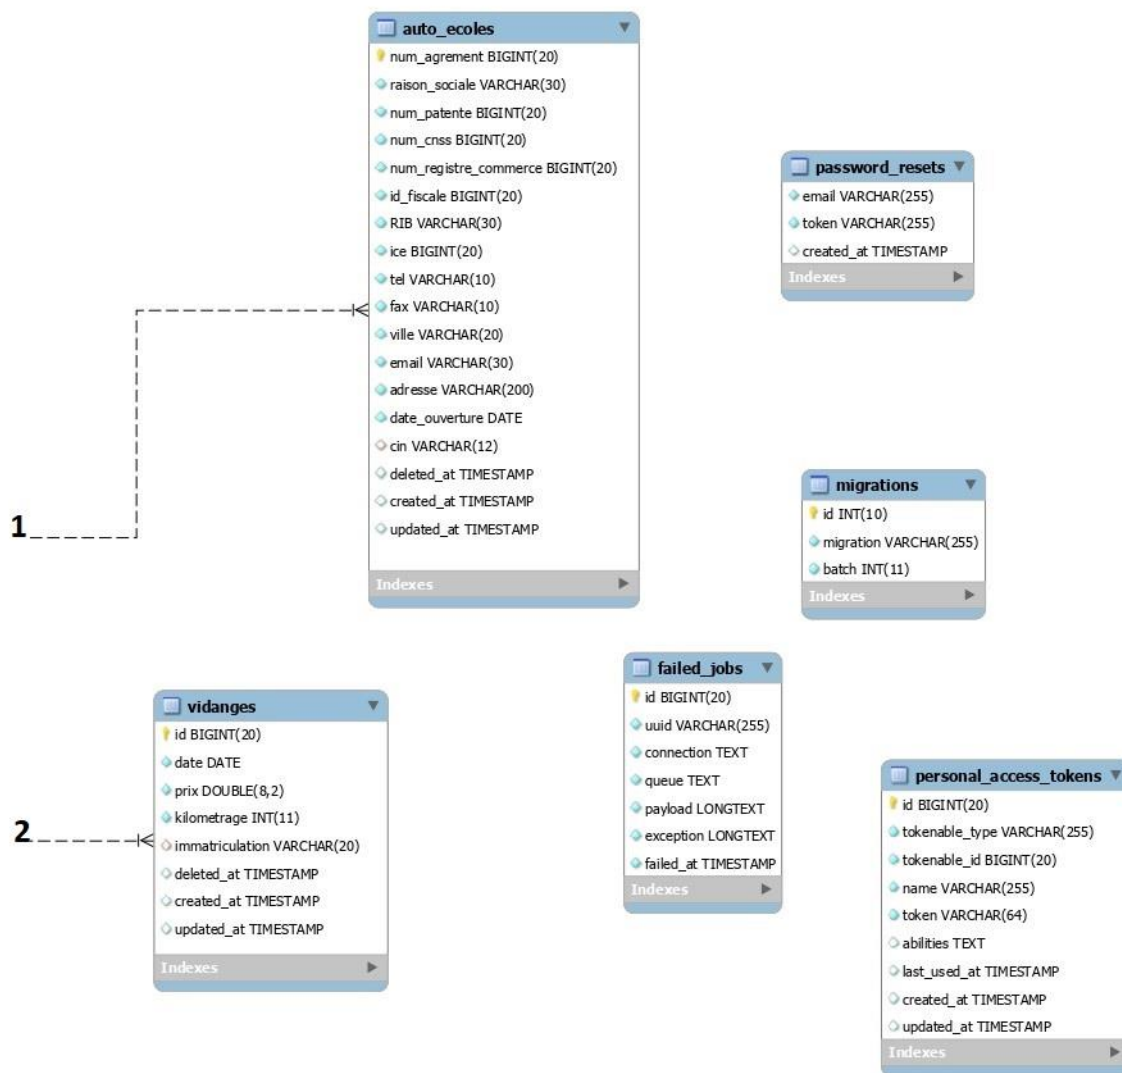 auto_ecoles
num_agrement BIGINT(20)
raison_sociale VARCHAR(30)
num_patente BIGINT(20)
num_cnss BIGINT(20)
num_registre_commerce BIGINT(20)
id_fiscale BIGINT(20)
RIB VARCHAR(30)
ice BIGINT(20)
tel VARCHAR(10)
fax VARCHAR(10)
ville VARCHAR(20)
email VARCHAR(30)
adresse VARCHAR(200)
date_ouverture DATE
cin VARCHAR(12)
deleted_at TIMESTAMP
created_at TIMESTAMP
updated_at TIMESTAMP
Indexes
password_resets
email VARCHAR(255)
token VARCHAR(255)
created_at TIMESTAMP
Indexes
migrations
id INT(10)
migration VARCHAR(255)
batch INT(11)
Indexes
1
2
vidanges
id BIGINT(20)
date DATE
prix DOUBLE(8,2)
kilometrage INT(11)
immatriculation VARCHAR(20)
deleted_at TIMESTAMP
created_at TIMESTAMP
updated_at TIMESTAMP
Indexes
failed_jobs
id BIGINT(20)
uuid VARCHAR(255)
connection TEXT
queue TEXT
payload LONGTEXT
exception LONGTEXT
failed_at TIMESTAMP
Indexes
personal_access_tokens
id BIGINT(20)
tokenable_type VARCHAR(255)
tokenable_id BIGINT(20)
name VARCHAR(255)
token VARCHAR(64)
abilities TEXT
last_used_at TIMESTAMP
created_at TIMESTAMP
updated_at TIMESTAMP
Indexes